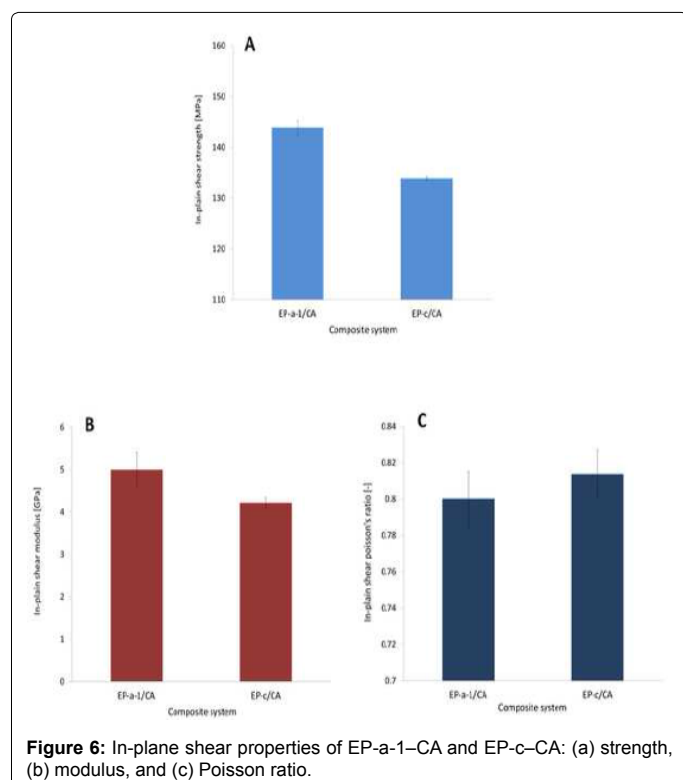 A
160
150
140
130
120
110
In-plain shear strength [MPa]
EP-a-1/CA
EP-c/CA
Composite system
B
6
5
4
3
2
1
0
In-plain shear modulus [GPa]
EP-a-1/CA
EP-c/CA
Composite system
C
0.84
0.82
0.8
0.78
0.76
0.74
0.72
0.7
In-plain shear poisson's ratio [-]
EP-a-1/CA
EP-c/CA
Composite system
Figure 6: In-plane shear properties of EP-a-1–CA and EP-c–CA: (a) strength,
(b) modulus, and (c) Poisson ratio.